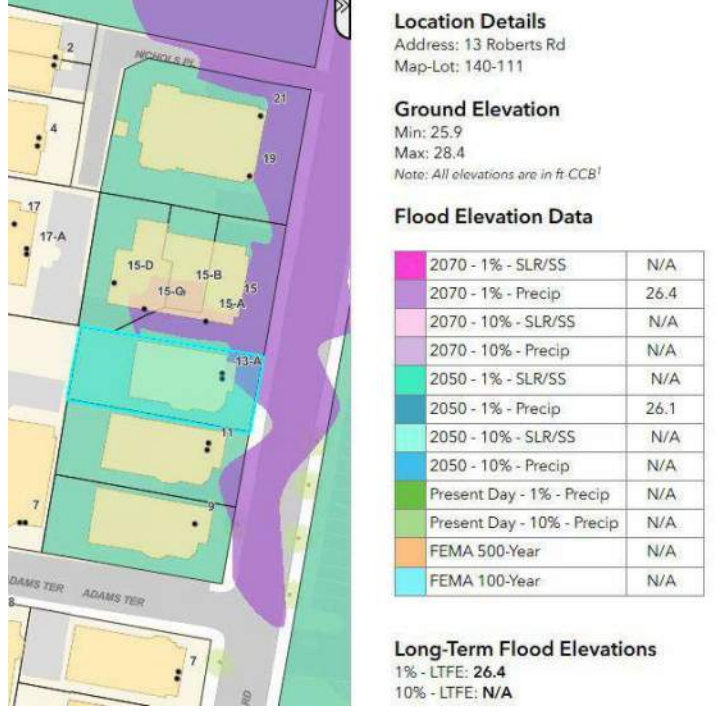 2
NICHOLS PL
21
4
19
17
17-A
15-D
15-B
15
15-A
13-A
11
7
9
ADAMS TER
ADAMS TER
8
7
RD
Location Details
Address: 13 Roberts Rd
Map-Lot: 140-111
Ground Elevation
Min: 25.9
Max: 28.4
Note: All elevations are in ft-CCB¹
Flood Elevation Data
2070 - 1% - SLR/SS N/A
2070 - 1% - Precip 26.4
2070 - 10% - SLR/SS N/A
2070 - 10% - Precip N/A
2050 - 1% - SLR/SS N/A
2050 - 1% - Precip 26.1
2050 - 10% - SLR/SS N/A
2050 - 10% - Precip N/A
Present Day - 1% - Precip N/A
Present Day - 10% - Precip N/A
FEMA 500-Year N/A
FEMA 100-Year N/A
Long-Term Flood Elevations
1% - LTFE: 26.4
10% - LTFE: N/A